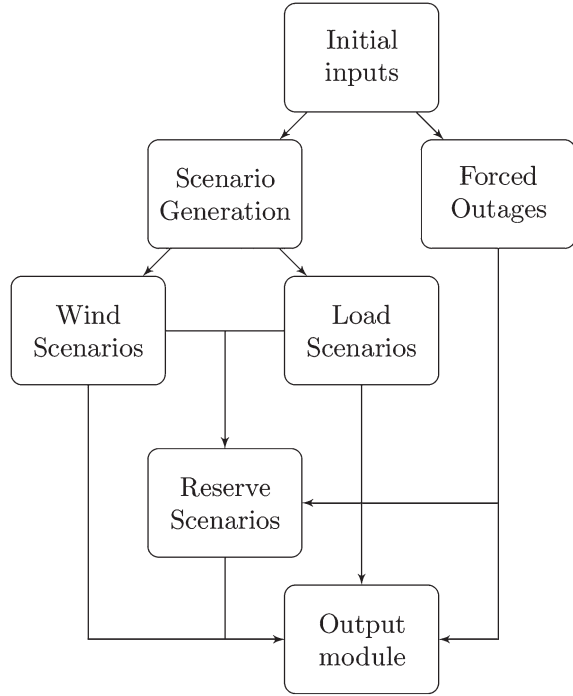 Initial
inputs
Scenario
Generation
Forced
Outages
Wind
Scenarios
Load
Scenarios
Reserve
Scenarios
Output
module